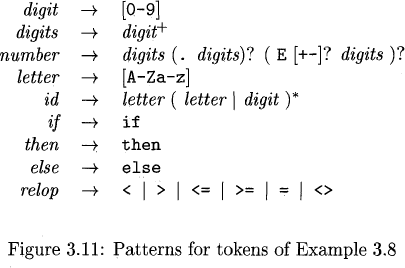 digit → [0-9]
digits → digit⁺
number → digits (. digits)? ( E [+-]? digits )?
letter → [A-Za-z]
id → letter ( letter | digit )*
if → if
then → then
else → else
relop → < | > | <= | >= | = | <>
Figure 3.11: Patterns for tokens of Example 3.8